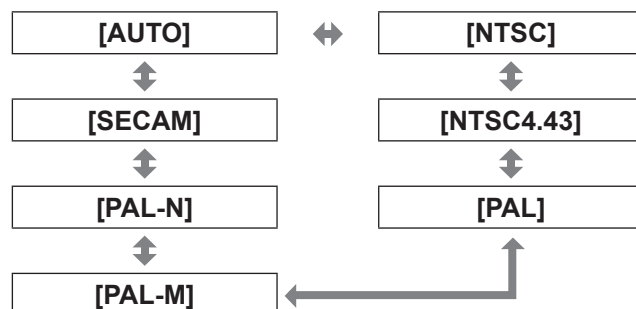 [AUTO]
[NTSC]
[SECAM]
[NTSC4.43]
[PAL-N]
[PAL]
[PAL-M]